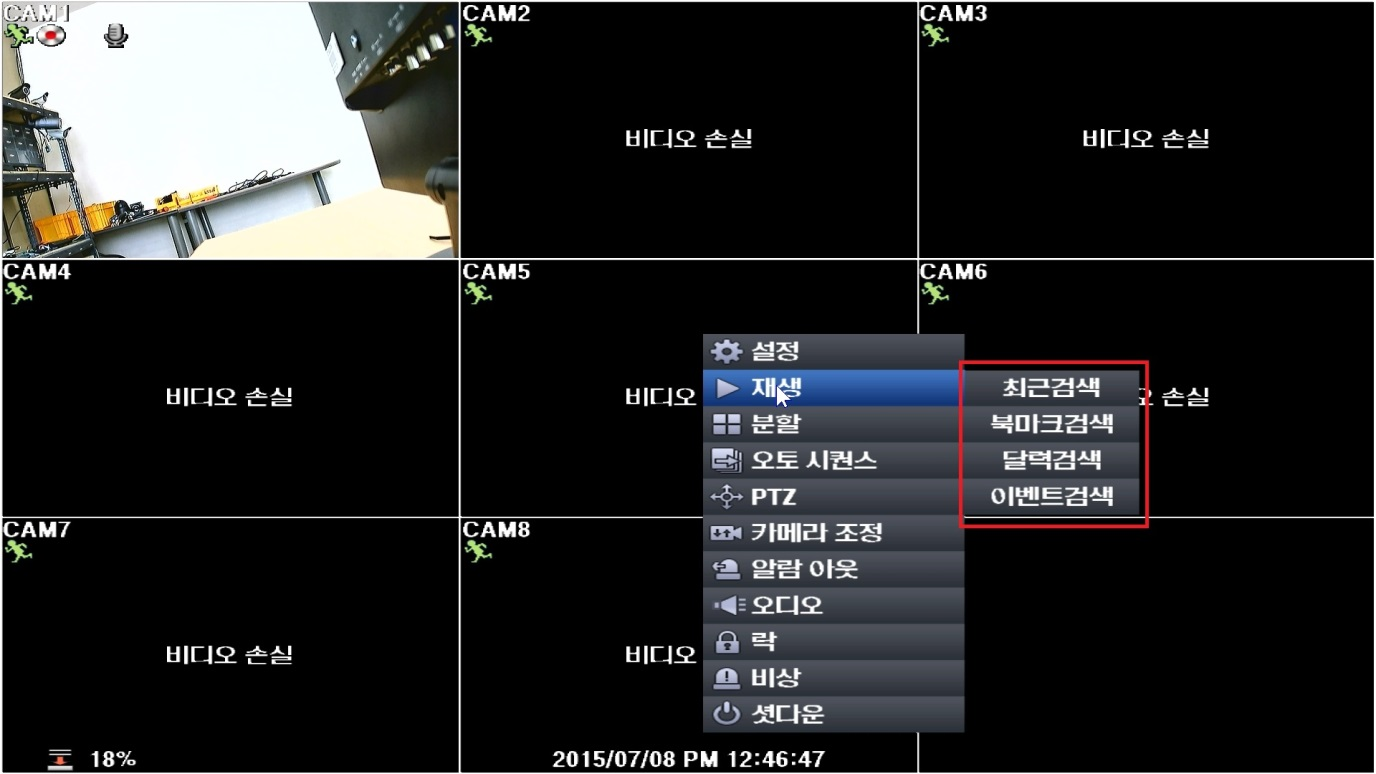 CAM1
CAM2
CAM3
비디오 손실
비디오 손실
CAM4
CAM5
CAM6
비디오 손실
비디오
손실
설정
재생
분할
오토 시퀀스
PTZ
카메라 조정
알람 아웃
오디오
락
비상
셧다운
최근검색
북마크검색
달력검색
이벤트검색
CAM7
CAM8
비디오 손실
비디오
18%
2015/07/08 PM 12:46:47